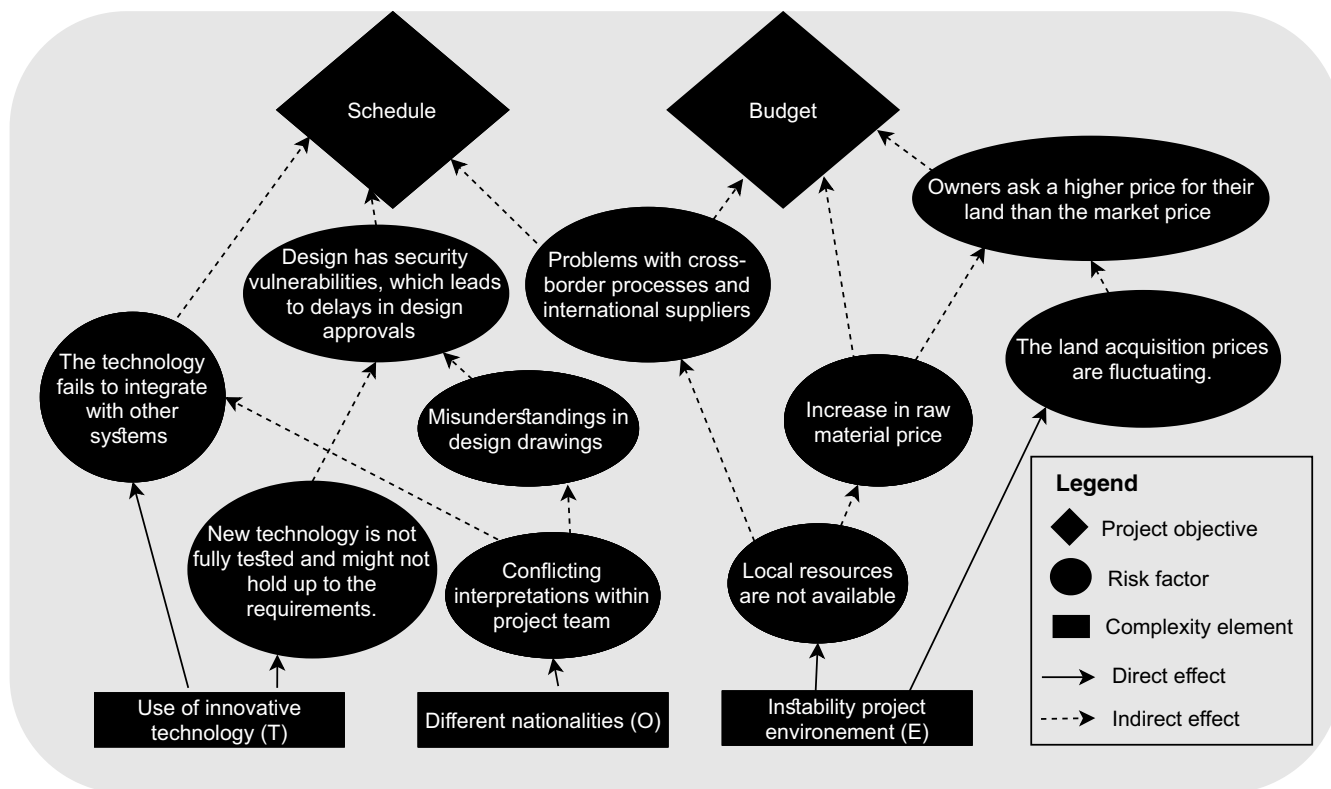 Schedule
Budget
Owners ask a higher price for their
land than the market price
Design has security
vulnerabilities, which leads
to delays in design
approvals
Problems with cross-
border processes and
international suppliers
The technology
fails to integrate
with other
systems
The land acquisition prices
are fluctuating.
Misunderstandings in
design drawings
Increase in raw
material price
New technology is not
fully tested and might not
hold up to the
requirements.
Conflicting
interpretations within
project team
Local resources
are not available
Use of innovative
technology (T)
Different nationalities (O)
Instability project
environement (E)
Legend
Project objective
Risk factor
Complexity element
Direct effect
Indirect effect